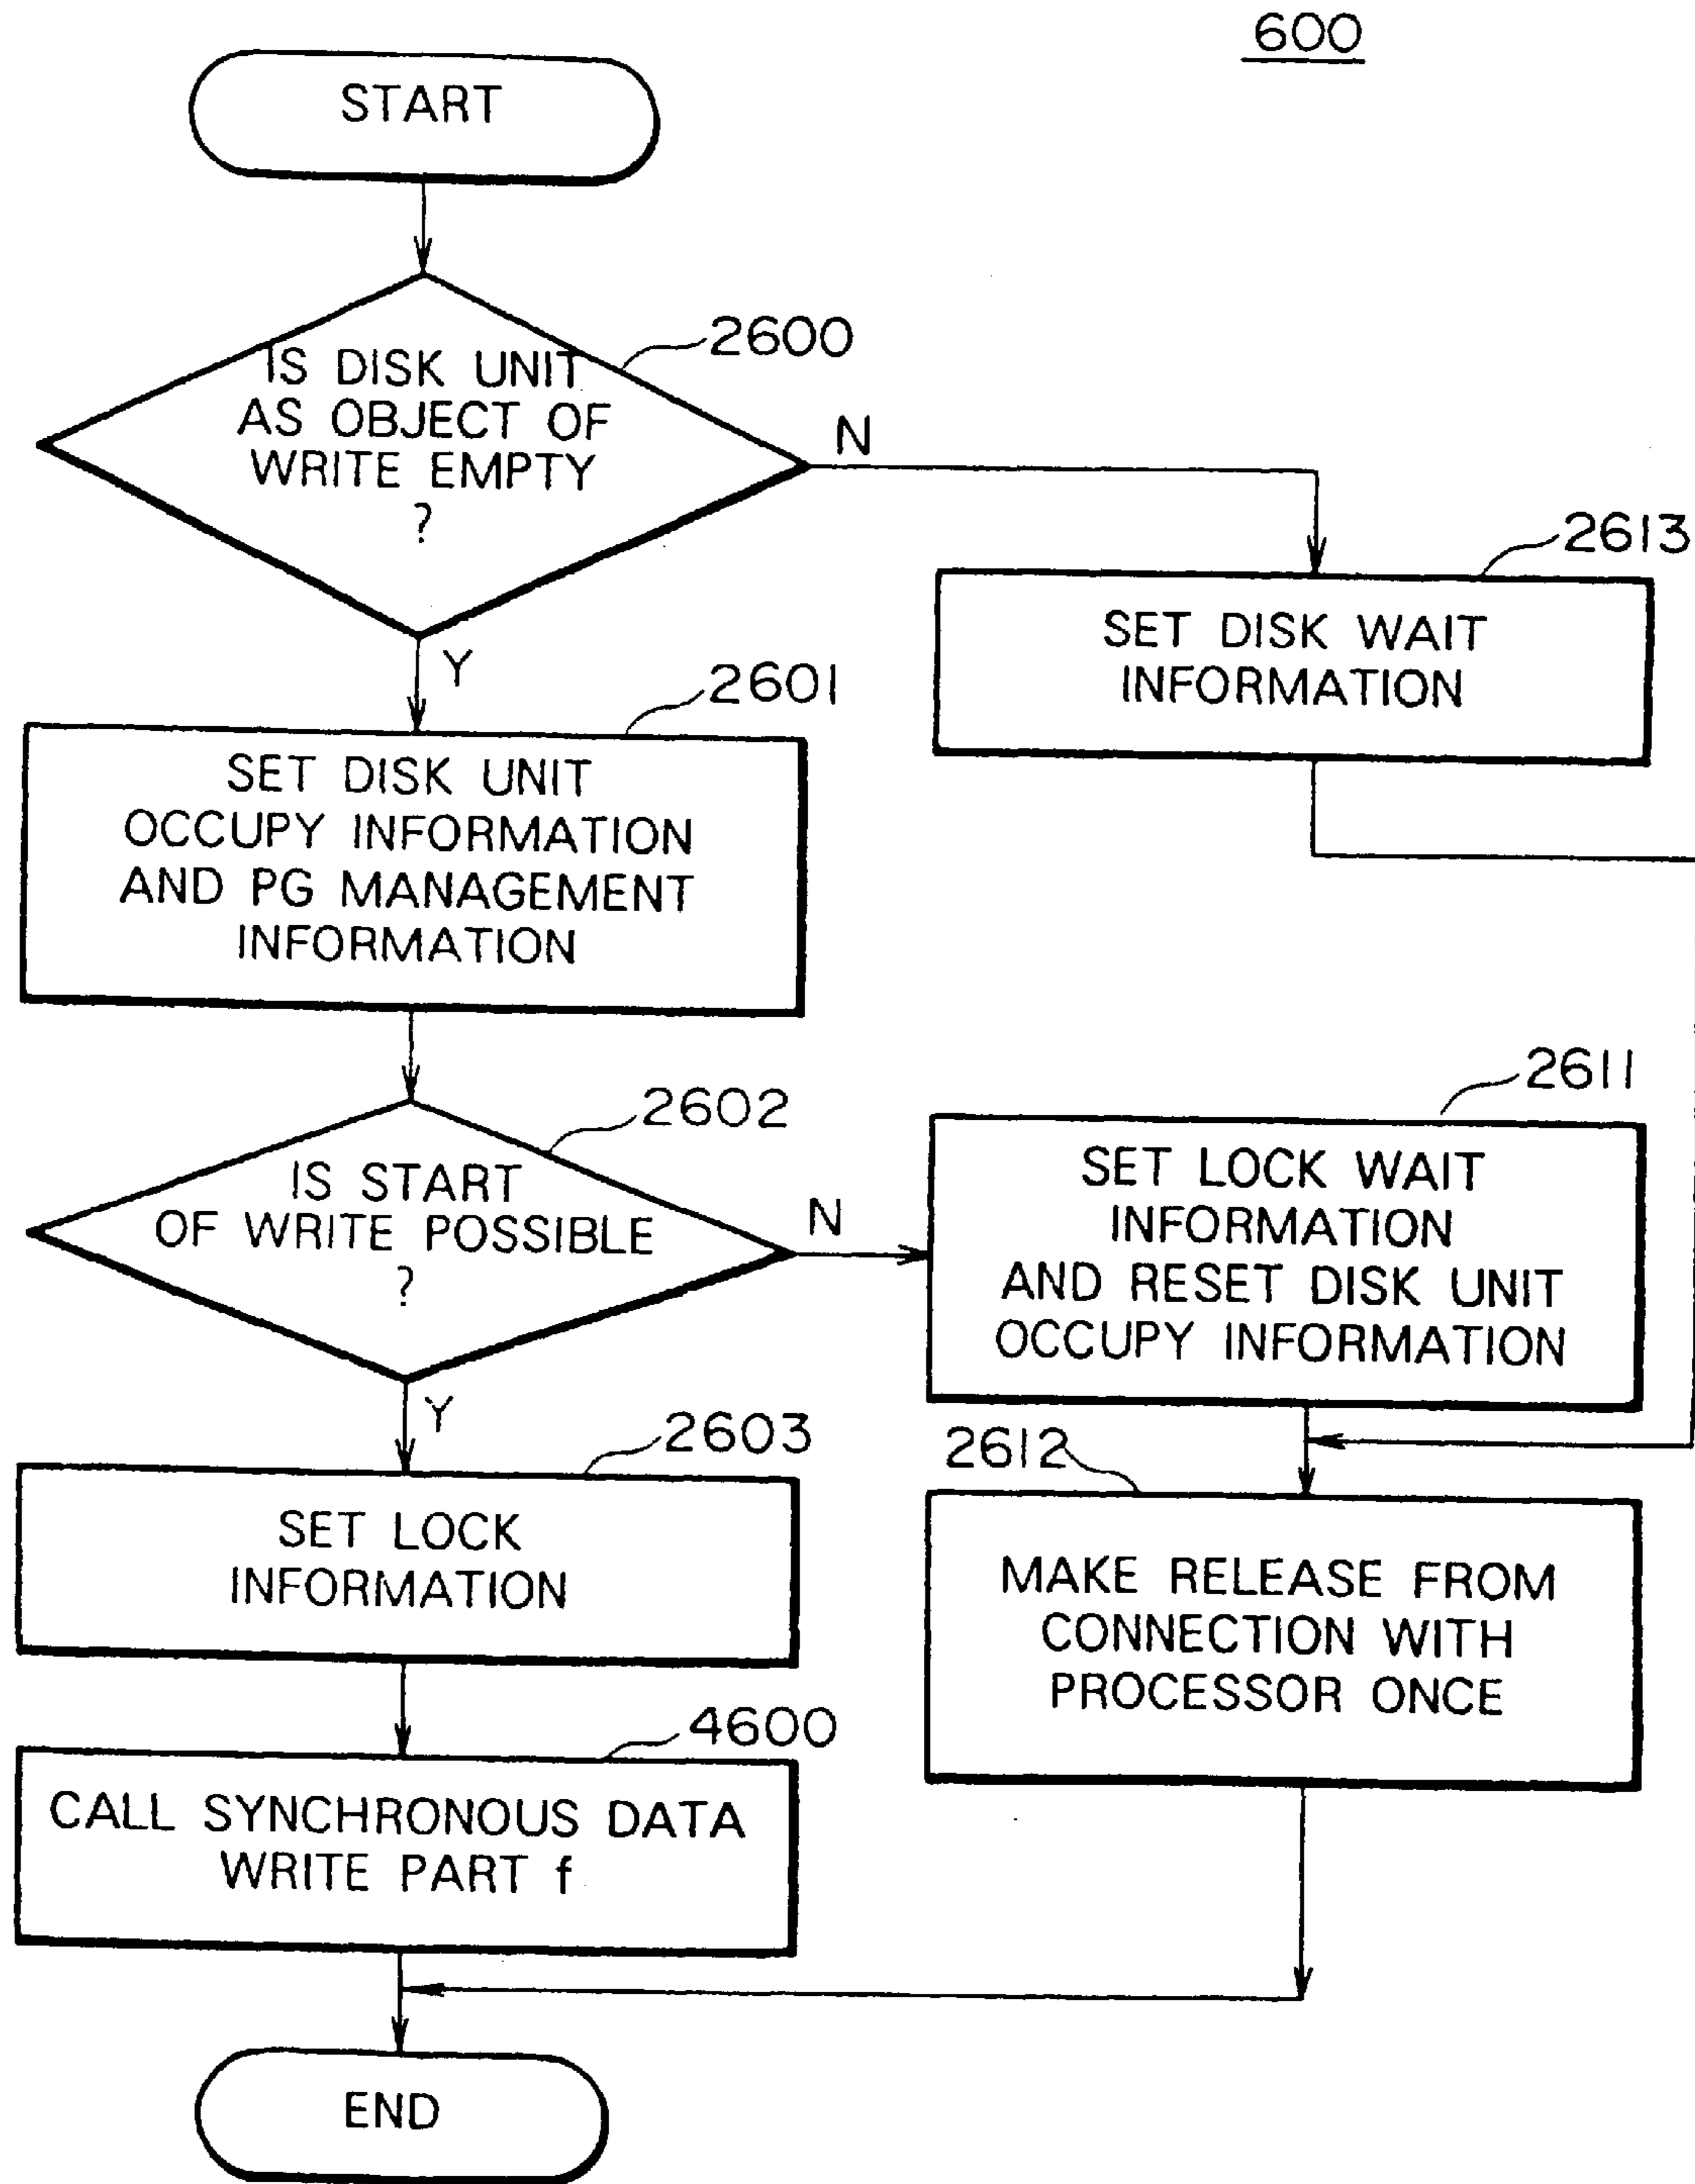 600
START
2600
IS DISK UNIT
AS OBJECT OF
WRITE EMPTY
?
N
Y
2613
SET DISK WAIT
INFORMATION
2601
SET DISK UNIT
OCCUPY INFORMATION
AND PG MANAGEMENT
INFORMATION
2602
IS START
OF WRITE POSSIBLE
?
N
Y
2611
SET LOCK WAIT
INFORMATION
AND RESET DISK UNIT
OCCUPY INFORMATION
2603
SET LOCK
INFORMATION
2612
MAKE RELEASE FROM
CONNECTION WITH
PROCESSOR ONCE
4600
CALL SYNCHRONOUS DATA
WRITE PART f
END